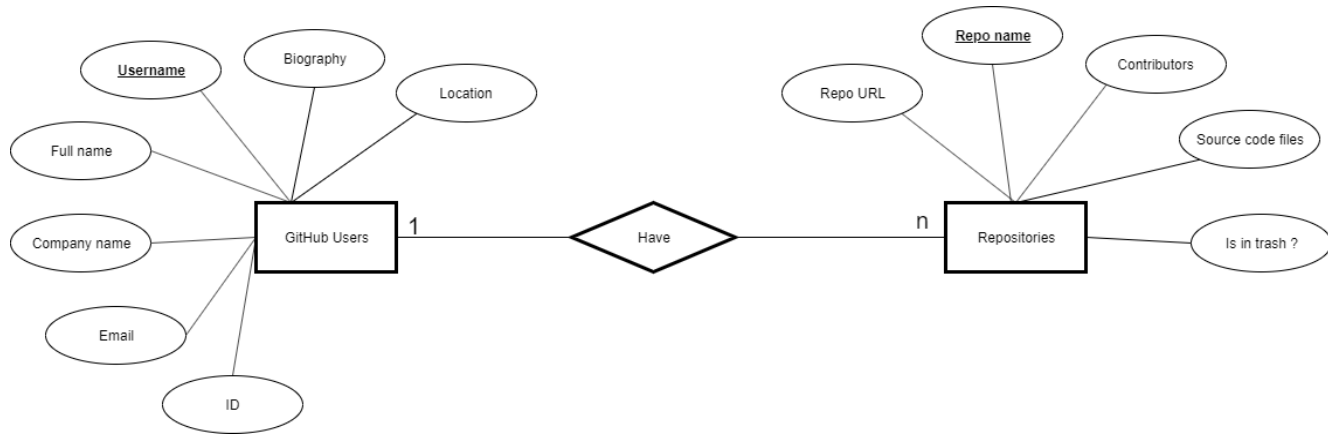 Repo name
Biography
Username
Contributors
Location
Repo URL
Source code files
Full name
1
n
GitHub Users
Have
Repositories
Company name
Is in trash ?
Email
ID